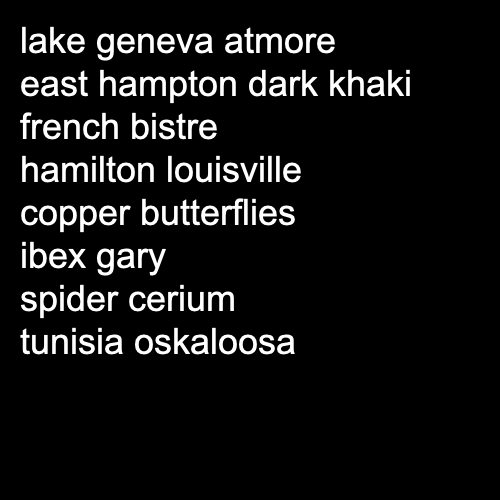 lake geneva atmore
east hampton dark khaki
french bistre
hamilton louisville
copper butterflies
ibex gary
spider cerium
tunisia oskaloosa